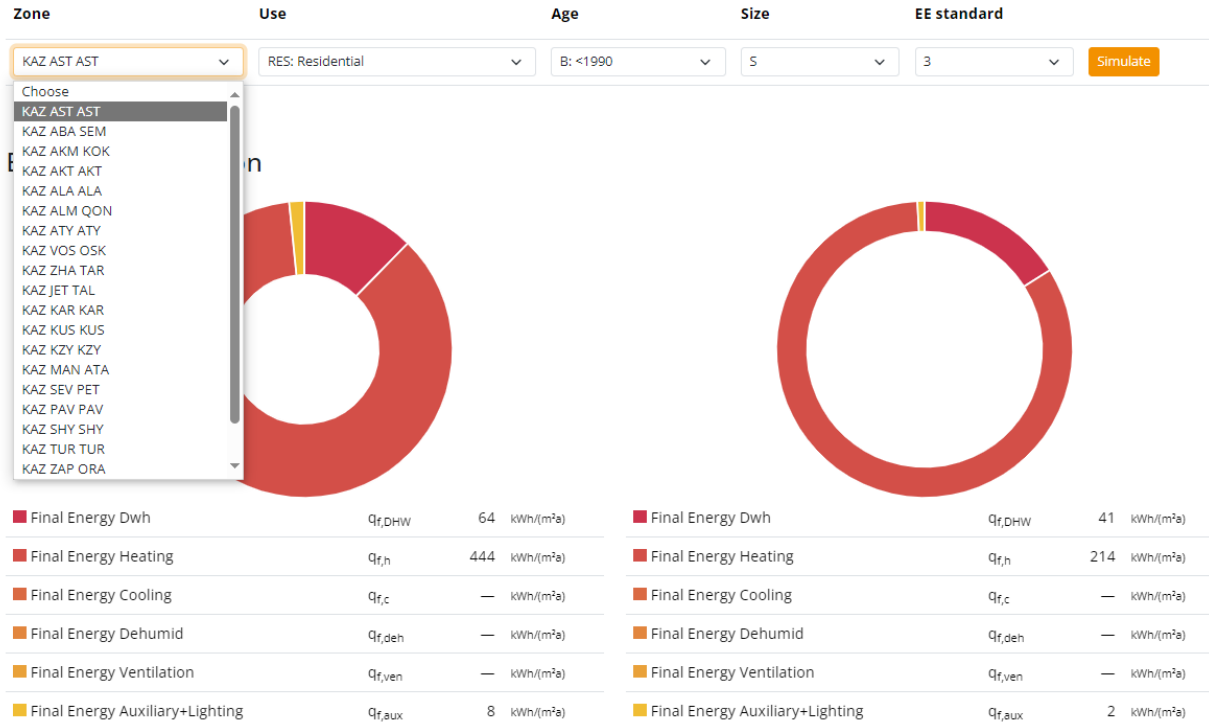 Zone Use Age Size EE standard
KAZ AST AST RES: Residential B: <1990 S 3 Simulate
Choose
KAZ AST AST
KAZ ABA SEM
KAZ AKM KOK
KAZ AKT AKT
KAZ ALA ALA
KAZ ALM QON
KAZ ATY ATY
KAZ VOS OSK
KAZ ZHA TAR
KAZ JET TAL
KAZ KAR KAR
KAZ KUS KUS
KAZ KZY KZY
KAZ MAN ATA
KAZ SEV PET
KAZ PAV PAV
KAZ SHY SHY
KAZ TUR TUR
KAZ ZAP ORA
Final Energy Dwh qf,DHW 64 kWh/(m²a) Final Energy Dwh qf,DHW 41 kWh/(m²a)
Final Energy Heating qf,h 444 kWh/(m²a) Final Energy Heating qf,h 214 kWh/(m²a)
Final Energy Cooling qf,c — kWh/(m²a) Final Energy Cooling qf,c — kWh/(m²a)
Final Energy Dehumid qf,deh — kWh/(m²a) Final Energy Dehumid qf,deh — kWh/(m²a)
Final Energy Ventilation qf,ven — kWh/(m²a) Final Energy Ventilation qf,ven — kWh/(m²a)
Final Energy Auxiliary+Lighting qf,aux 8 kWh/(m²a) Final Energy Auxiliary+Lighting qf,aux 2 kWh/(m²a)